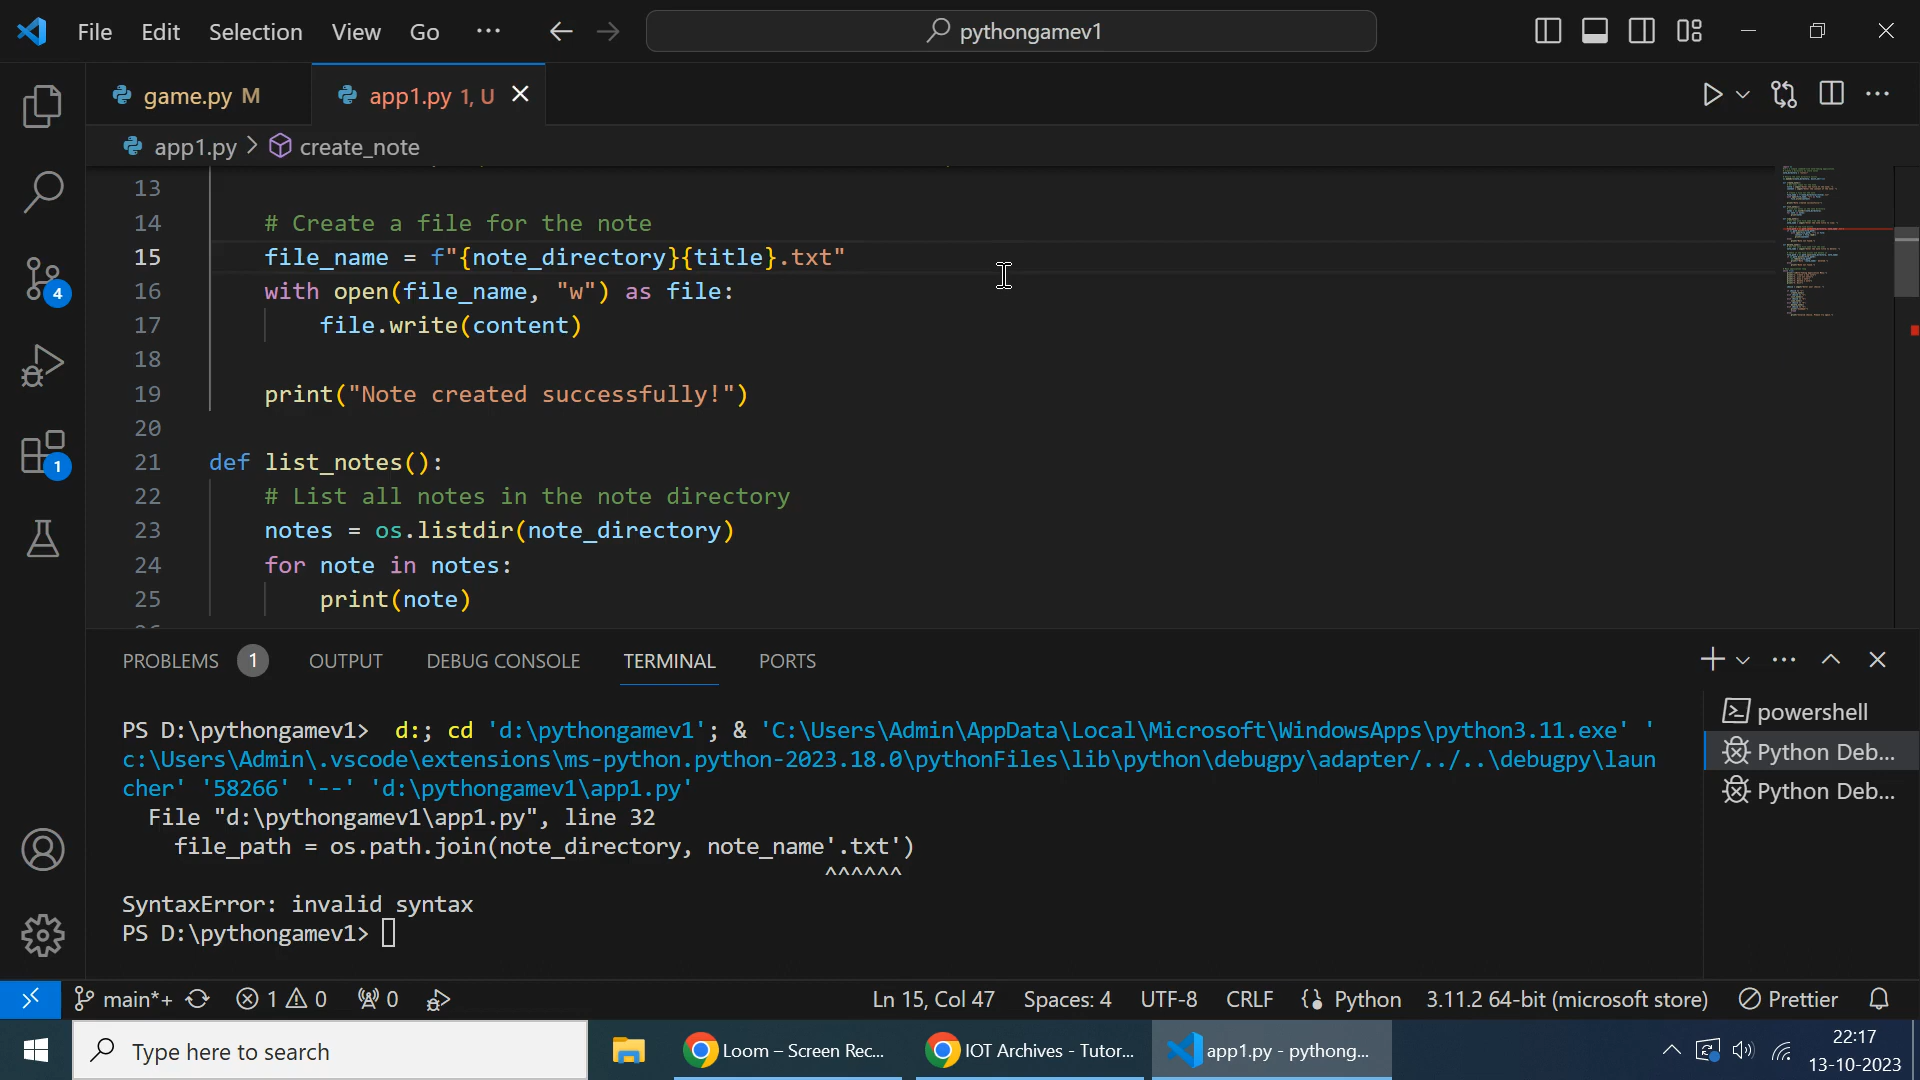 File Edit Selection View Go ··· pythongamev1
game.py M app1.py 1, U
app1.py > create_note
13
14 # Create a file for the note
15 file_name = f"{note_directory}{title}.txt"
16 with open(file_name, "w") as file:
17 file.write(content)
18
19 print("Note created successfully!")
20
21 def list_notes():
22 # List all notes in the note directory
23 notes = os.listdir(note_directory)
24 for note in notes:
25 print(note)
4
1
PROBLEMS 1 OUTPUT DEBUG CONSOLE TERMINAL PORTS
PS D:\pythongamev1> d:; cd 'd:\pythongamev1'; & 'C:\Users\Admin\AppData\Local\Microsoft\WindowsApps\python3.11.exe' '
c:\Users\Admin\.vscode\extensions\ms-python.python-2023.18.0\pythonFiles\lib\python\debugpy\adapter/../..\debugpy\laun
cher' '58266' '--' 'd:\pythongamev1\app1.py'
File "d:\pythongamev1\app1.py", line 32
file_path = os.path.join(note_directory, note_name'.txt')
^^^^^^
SyntaxError: invalid syntax
PS D:\pythongamev1>
powershell
Python Deb...
Python Deb...
main*+ 1 0 0 Ln 15, Col 47 Spaces: 4 UTF-8 CRLF Python 3.11.2 64-bit (microsoft store) Prettier
Type here to search Loom – Screen Rec... IOT Archives - Tutor... app1.py - pythong... 22:17
13-10-2023